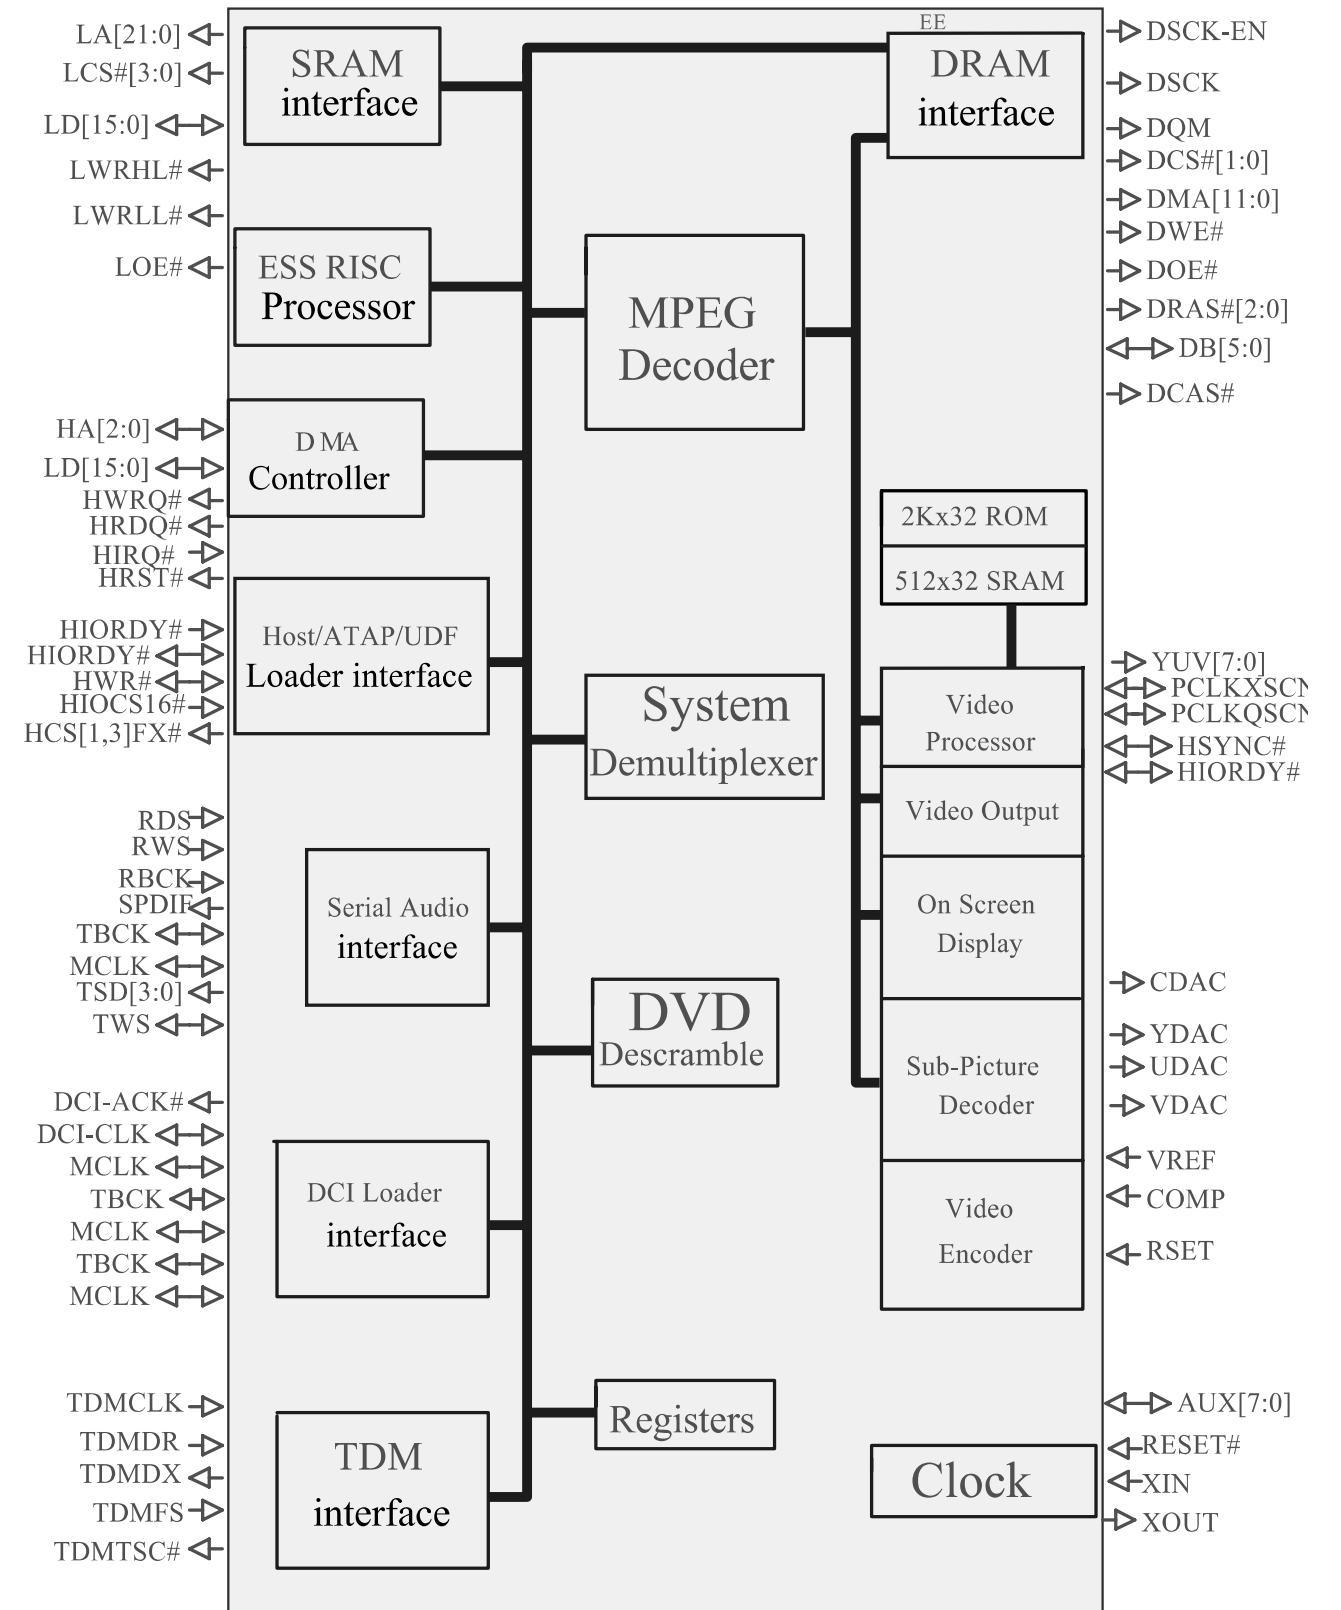 LA[21:0]
LCS#[3:0]
LD[15:0]
LWRHL#
LWRLL#
LOE#
HA[2:0]
LD[15:0]
HWRQ#
HRDQ#
HIRQ#
HRST#
HIORDY#
HIORDY#
HWR#
HIOCS16#
HCS[1,3]FX#
RDS
RWS
RBCK
SPDIF
TBCK
MCLK
TSD[3:0]
TWS
DCI-ACK#
DCI-CLK
MCLK
TBCK
MCLK
TBCK
MCLK
TDMCLK
TDMDR
TDMDX
TDMFS
TDMTSC#
SRAM
interface
ESS RISC
Processor
DMA
Controller
Host/ATAP/UDF
Loader interface
Serial Audio
interface
DCI Loader
interface
TDM
interface
MPEG
Decoder
System
Demultiplexer
DVD
Descramble
Registers
EE
DRAM
interface
2Kx32 ROM
512x32 SRAM
Video
Processor
Video Output
On Screen
Display
Sub-Picture
Decoder
Video
Encoder
Clock
DSCK-EN
DSCK
DQM
DCS#[1:0]
DMA[11:0]
DWE#
DOE#
DRAS#[2:0]
DB[5:0]
DCAS#
YUV[7:0]
PCLKXSCN
PCLKQSCN
HSYNC#
HIORDY#
CDAC
YDAC
UDAC
VDAC
VREF
COMP
RSET
AUX[7:0]
RESET#
XIN
XOUT